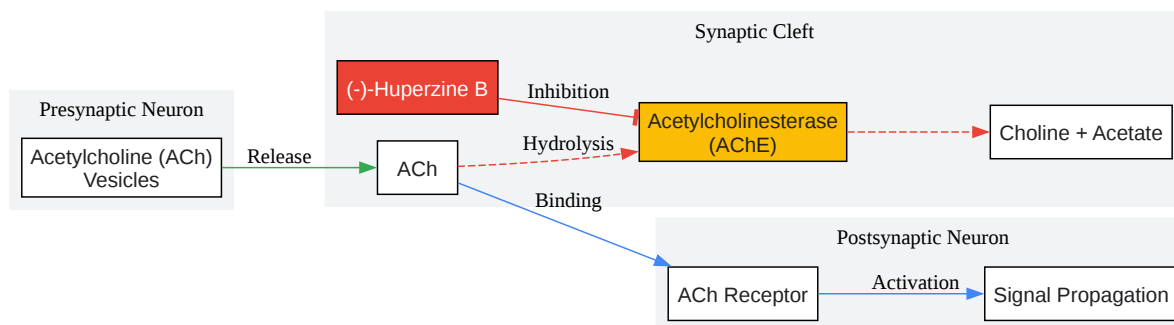 Synaptic Cleft
(-)-Huperzine B
Inhibition
Presynaptic Neuron
Acetylcholine (ACh)
Vesicles
Release
ACh
Hydrolysis
Acetylcholinesterase
(AChE)
Choline + Acetate
Binding
Postsynaptic Neuron
ACh Receptor
Activation
Signal Propagation